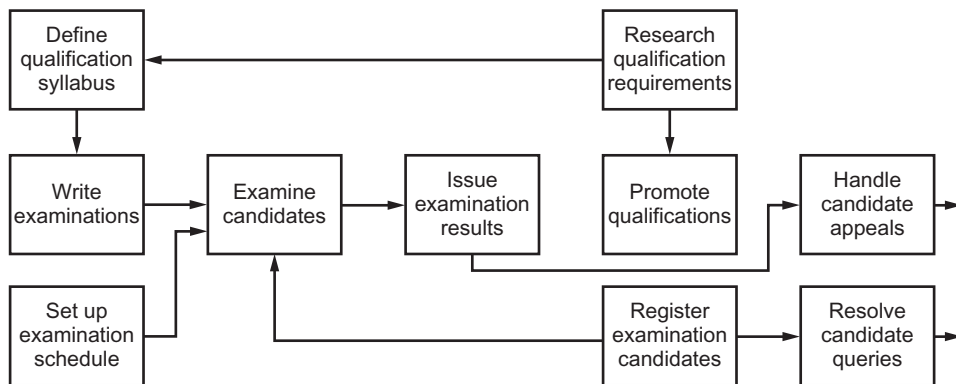 Define
qualification
syllabus
Research
qualification
requirements
Write
examinations
Examine
candidates
Issue
examination
results
Promote
qualifications
Handle
candidate
appeals
Set up
examination
schedule
Register
examination
candidates
Resolve
candidate
queries